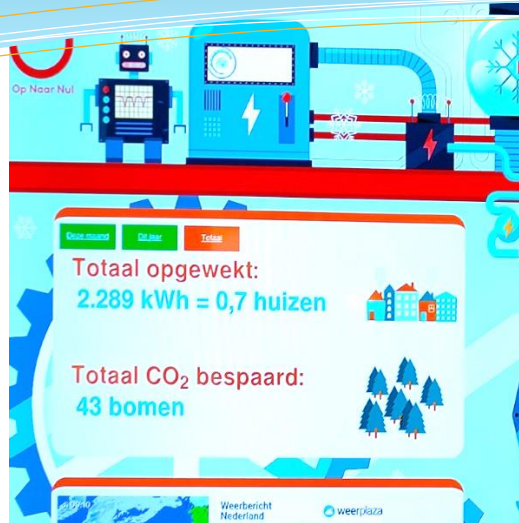 Op Naar Nul
Deze maand
Dit jaar
Totaal
Totaal opgewekt:
2.289 kWh = 0,7 huizen
Totaal CO₂ bespaard:
43 bomen
Weerbericht
Nederland
weerplaza